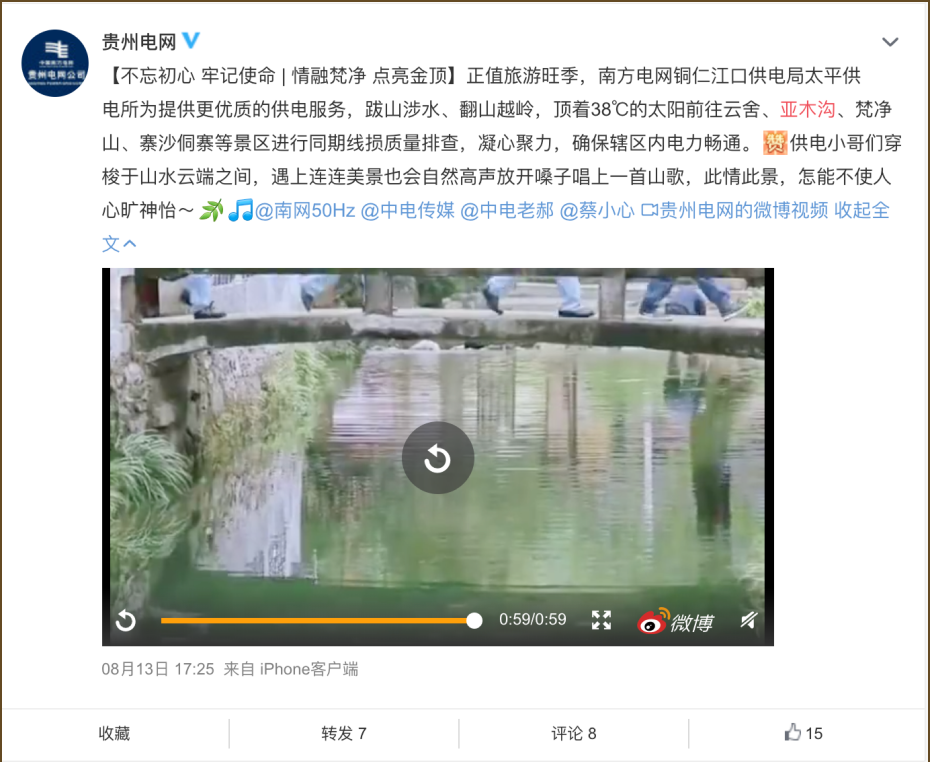 贵州电网
【不忘初心 牢记使命 | 情融梵净 点亮金顶】正值旅游旺季，南方电网铜仁江口供电局太平供
电所为提供更优质的供电服务，跋山涉水、翻山越岭，顶着38℃的太阳前往云舍、亚木沟、梵净
山、寨沙侗寨等景区进行同期线损质量排查，凝心聚力，确保辖区内电力畅通。赞供电小哥们穿
梭于山水云端之间，遇上连连美景也会自然高声放开嗓子唱上一首山歌，此情此景，怎能不使人
心旷神怡～@南网50Hz @中电传媒 @中电老郝 @蔡小心 贵州电网的微博视频 收起全
文
贵州电网公司
0:59/0:59
微博
08月13日 17:25 来自 iPhone客户端
收藏
转发 7
评论 8
15